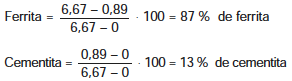 Ferrita = (6,67 – 0,89) / (6,67 – 0) · 100 = 87 % de ferrita
Cementita = (0,89 – 0) / (6,67 – 0) · 100 = 13 % de cementita